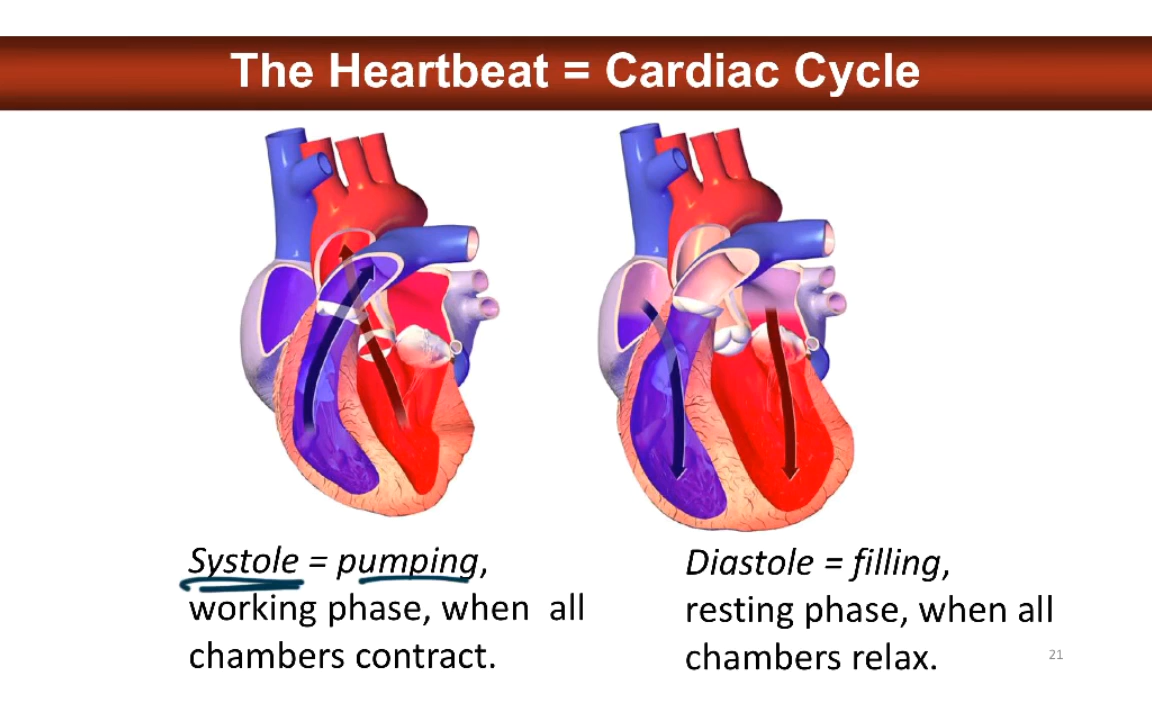 The Heartbeat = Cardiac Cycle
Systole = pumping,
working phase, when all
chambers contract.
Diastole = filling,
resting phase, when all
chambers relax.
21